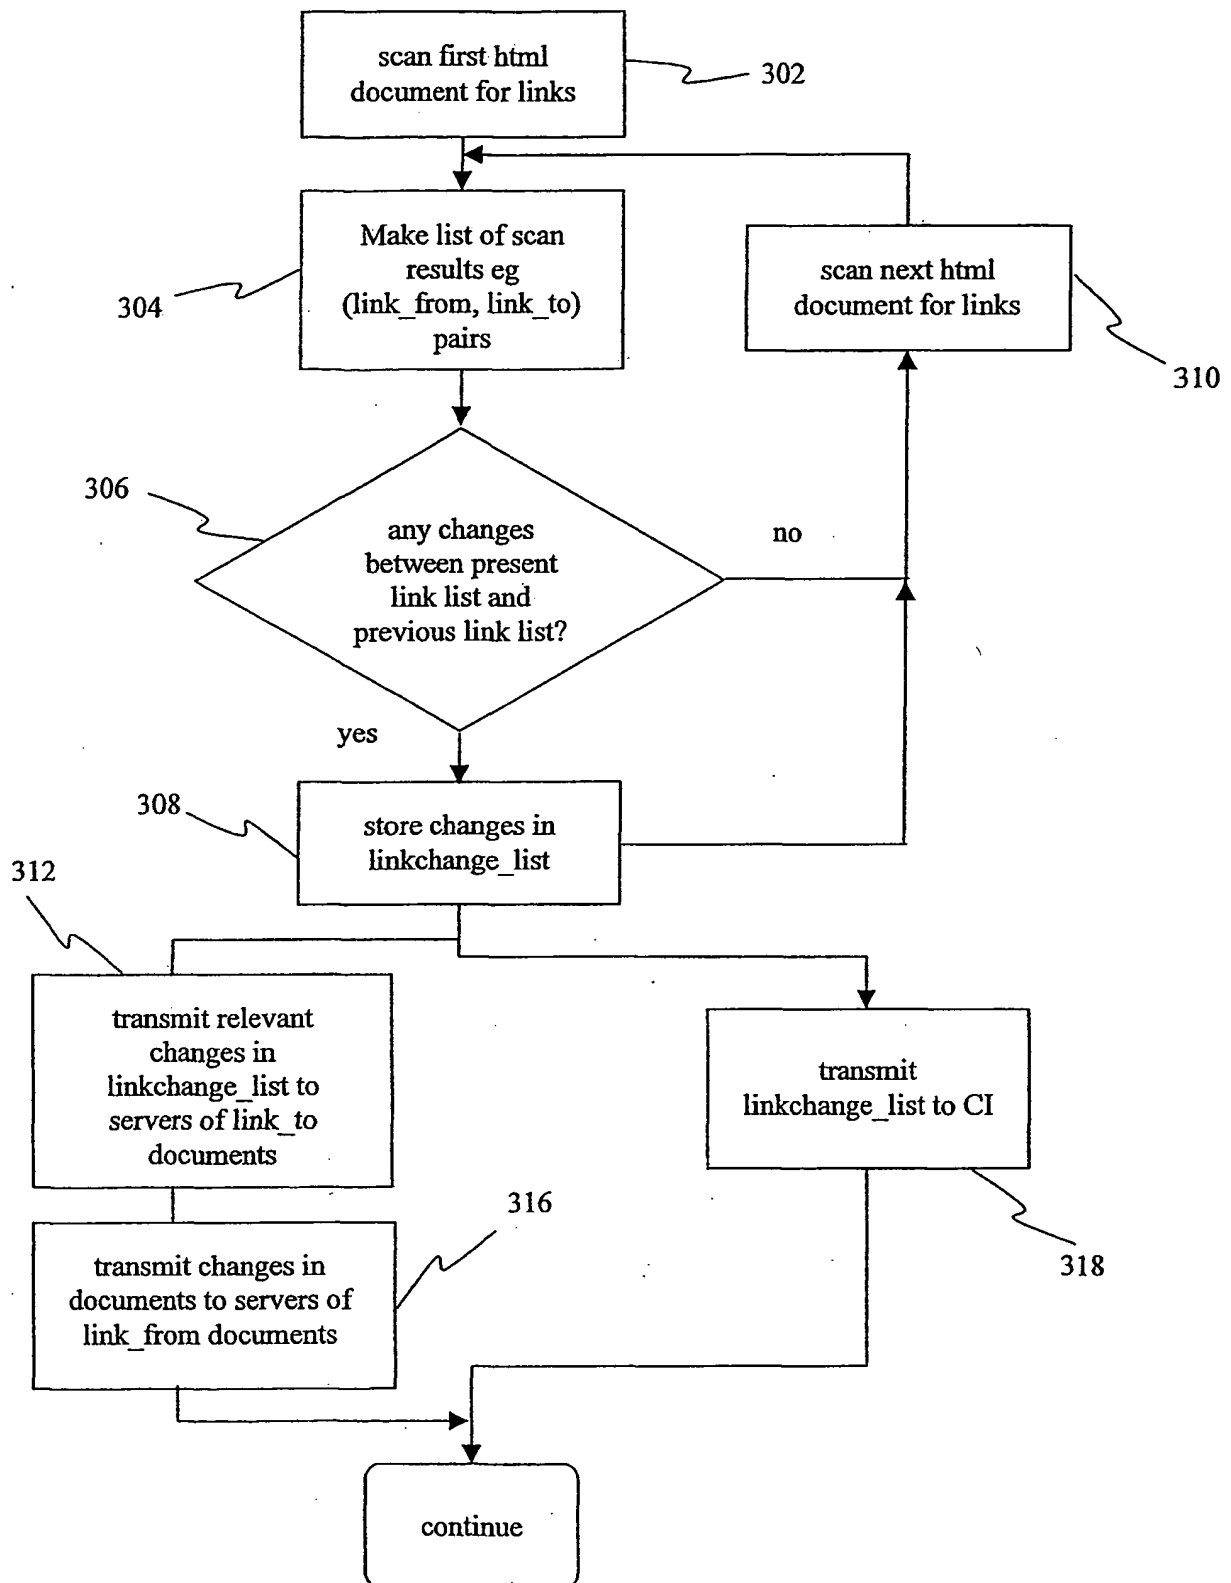 scan first html
document for links
302
Make list of scan
results eg
(link_from, link_to)
pairs
304
scan next html
document for links
310
306
any changes
between present
link list and
previous link list?
no
yes
308
store changes in
linkchange_list
312
transmit relevant
changes in
linkchange_list to
servers of link_to
documents
transmit
linkchange_list to CI
316
transmit changes in
documents to servers of
link_from documents
318
continue